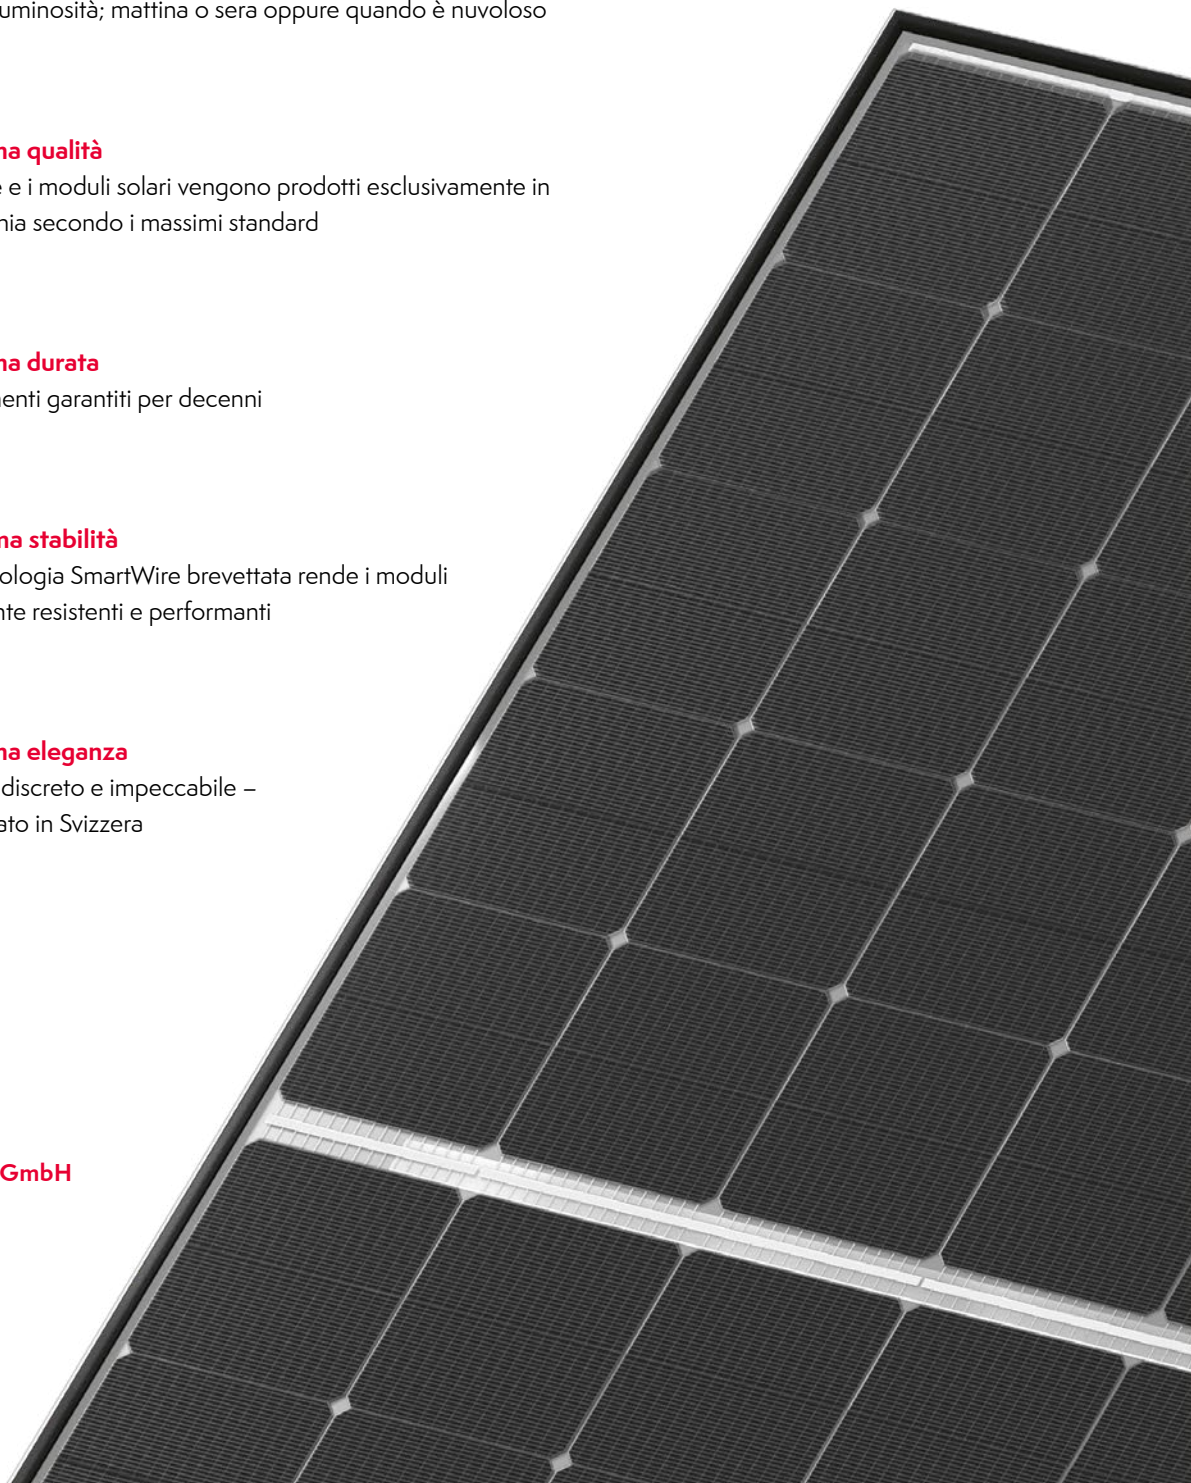 uminosità; mattina o sera oppure quando è nuvoloso
na qualità
e e i moduli solari vengono prodotti esclusivamente in
nia secondo i massimi standard
na durata
nenti garantiti per decenni
na stabilità
ologia SmartWire brevettata rende i moduli
nte resistenti e performanti
na eleganza
discreto e impeccabile –
ato in Svizzera
GmbH